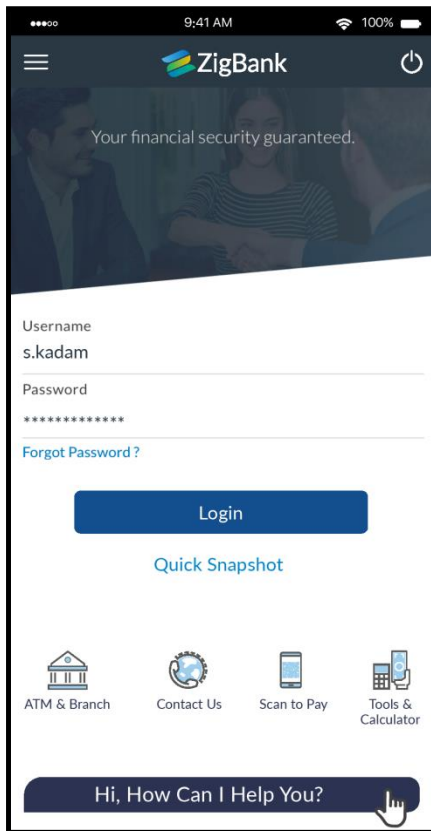 9:41 AM
100%
ZigBank
Your financial security guaranteed.
Username
s.kadam
Password
*************
Forgot Password ?
Login
Quick Snapshot
ATM & Branch
Contact Us
Scan to Pay
Tools &
Calculator
Hi, How Can I Help You?